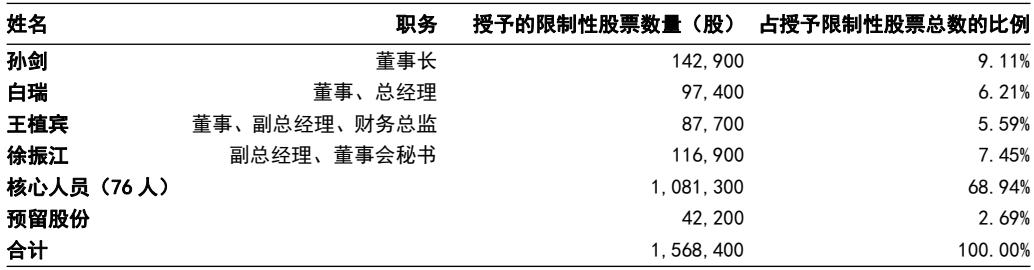 姓名 职务 授予的限制性股票数量（股） 占授予限制性股票总数的比例
孙剑 董事长 142,900 9.11%
白瑞 董事、总经理 97,400 6.21%
王植宾 董事、副总经理、财务总监 87,700 5.59%
徐振江 副总经理、董事会秘书 116,900 7.45%
核心人员（76 人） 1,081,300 68.94%
预留股份 42,200 2.69%
合计 1,568,400 100.00%